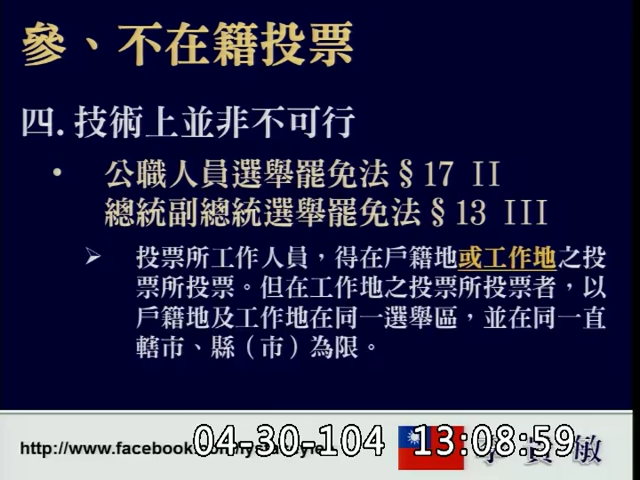 參、不在籍投票
四. 技術上並非不可行
• 公職人員選舉罷免法 § 17 II
總統副總統選舉罷免法 § 13 III
➢ 投票所工作人員，得在戶籍地或工作地之投
票所投票。但在工作地之投票所投票者，以
戶籍地及工作地在同一選舉區，並在同一直
轄市、縣（市）為限。
http://www.facebook.
04-30-104 13:08:59
敏